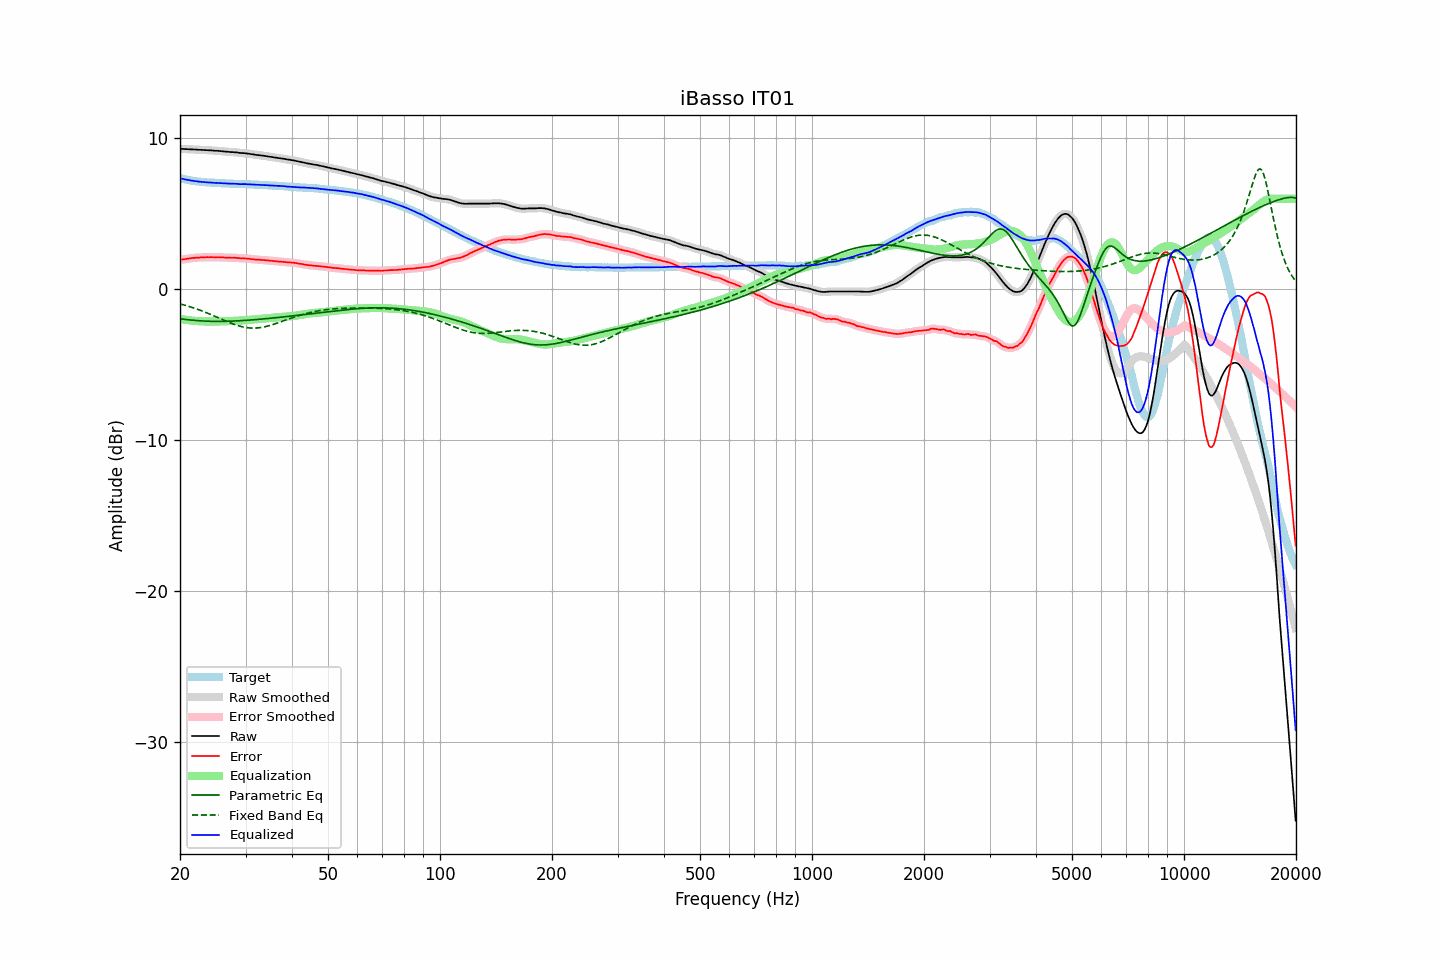 iBasso IT01
10
0
−10
−20
−30
Amplitude (dBr)
Target
Raw Smoothed
Error Smoothed
Raw
Error
Equalization
Parametric Eq
Fixed Band Eq
Equalized
20 50 100 200 500 1000 2000 5000 10000 20000
Frequency (Hz)